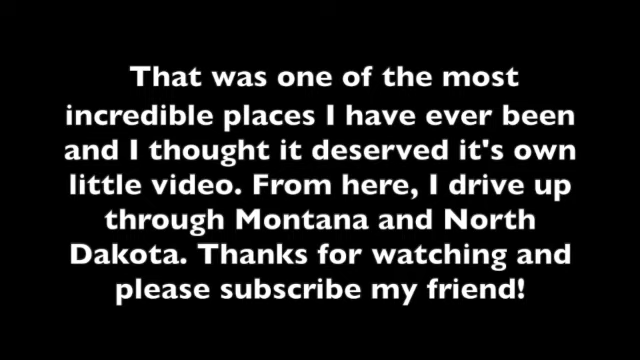 That was one of the most
incredible places I have ever been
and I thought it deserved it's own
little video. From here, I drive up
through Montana and North
Dakota. Thanks for watching and
please subscribe my friend!